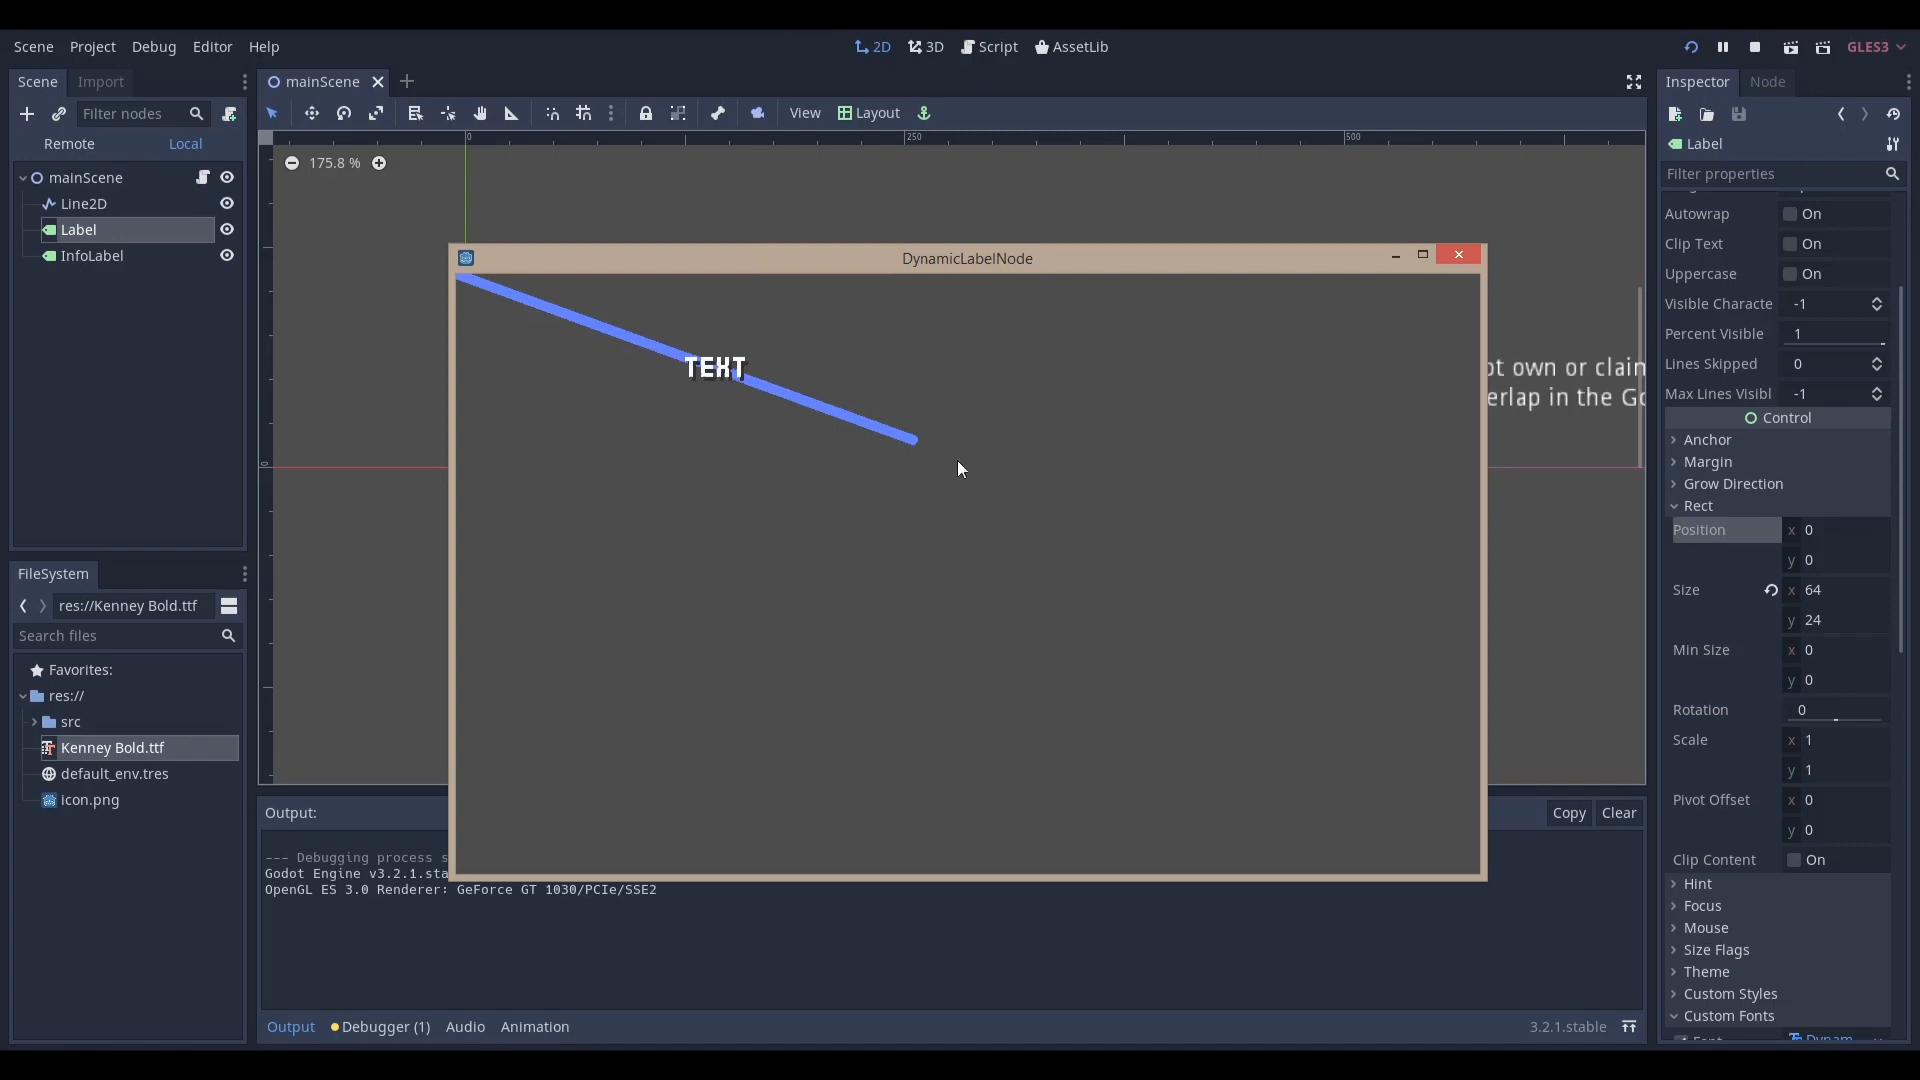 Scene Project Debug Editor Help 2D 3D Script AssetLib GLES3
Scene Import
mainScene
Inspector Node
Filter nodes
View Layout
Remote Local
Label
mainScene
Line2D
Label
InfoLabel
0 250 500
175.8 %
0
DynamicLabelNode
TEXT
ot own or claim
erlap in the Go
Filter properties
Autowrap On
Clip Text On
Uppercase On
Visible Characte -1
Percent Visible 1
Lines Skipped 0
Max Lines Visibl -1
Control
Anchor
Margin
Grow Direction
Rect
Position x 0
y 0
Size x 64
y 24
Min Size x 0
y 0
Rotation 0
Scale x 1
y 1
Pivot Offset x 0
y 0
Clip Content On
Hint
Focus
Mouse
Size Flags
Theme
Custom Styles
Custom Fonts
Font Dynam
FileSystem
res://Kenney Bold.ttf
Search files
Favorites:
res://
src
Kenney Bold.ttf
default_env.tres
icon.png
Output: Copy Clear
--- Debugging process s
Godot Engine v3.2.1.sta
OpenGL ES 3.0 Renderer: GeForce GT 1030/PCIe/SSE2
Output Debugger (1) Audio Animation 3.2.1.stable